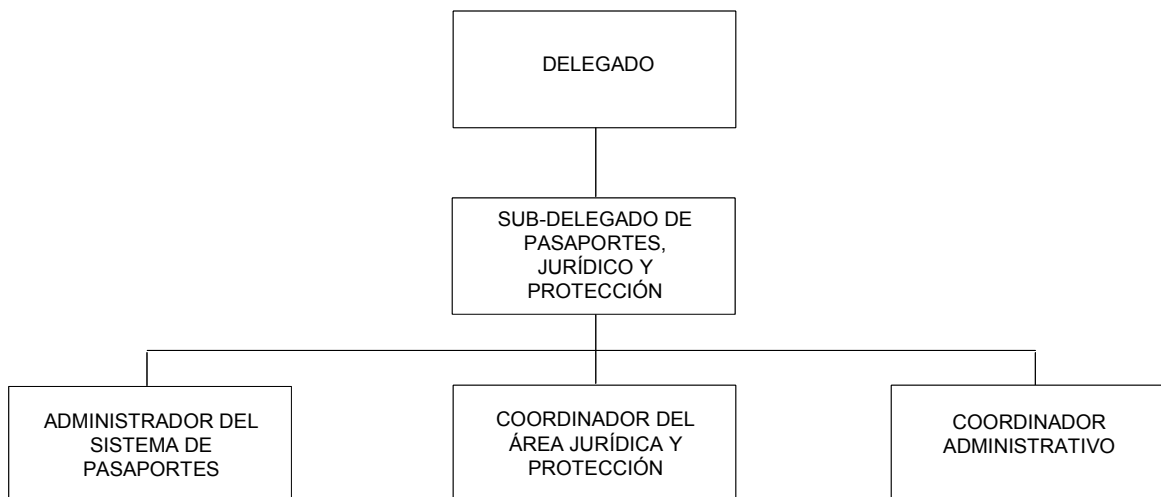 DELEGADO
SUB-DELEGADO DE
PASAPORTES,
JURÍDICO Y
PROTECCIÓN
ADMINISTRADOR DEL
SISTEMA DE
PASAPORTES
COORDINADOR DEL
ÁREA JURÍDICA Y
PROTECCIÓN
COORDINADOR
ADMINISTRATIVO